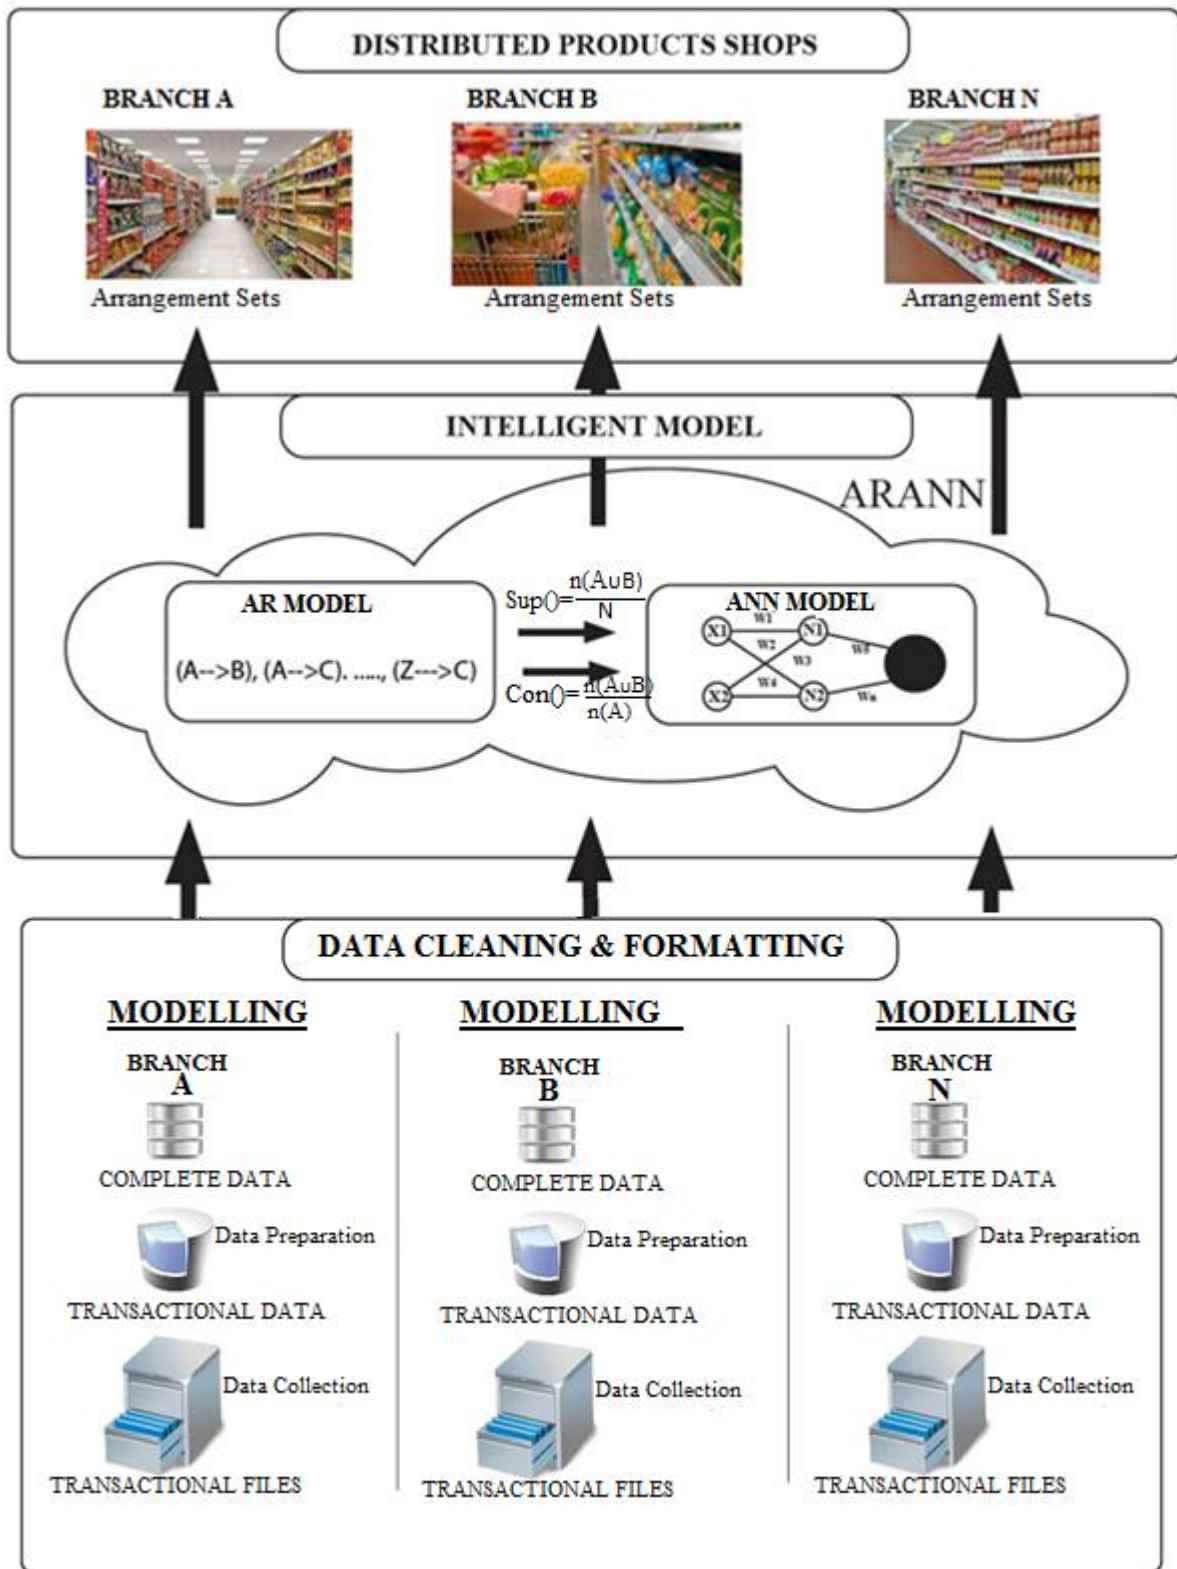 DISTRIBUTED PRODUCTS SHOPS
BRANCH A
BRANCH B
BRANCH N
Arrangement Sets
Arrangement Sets
Arrangement Sets
INTELLIGENT MODEL
ARANN
AR MODEL
(A-->B), (A-->C). ....., (Z--->C)
Sup()=n(A∪B)/N
Con()=n(A∪B)/n(A)
ANN MODEL
X1
W1
N1
W2
W3
W5
X2
W4
N2
Wn
DATA CLEANING & FORMATTING
MODELLING
MODELLING
MODELLING
BRANCH
A
COMPLETE DATA
Data Preparation
TRANSACTIONAL DATA
Data Collection
TRANSACTIONAL FILES
BRANCH
B
COMPLETE DATA
Data Preparation
TRANSACTIONAL DATA
Data Collection
TRANSACTIONAL FILES
BRANCH
N
COMPLETE DATA
Data Preparation
TRANSACTIONAL DATA
Data Collection
TRANSACTIONAL FILES